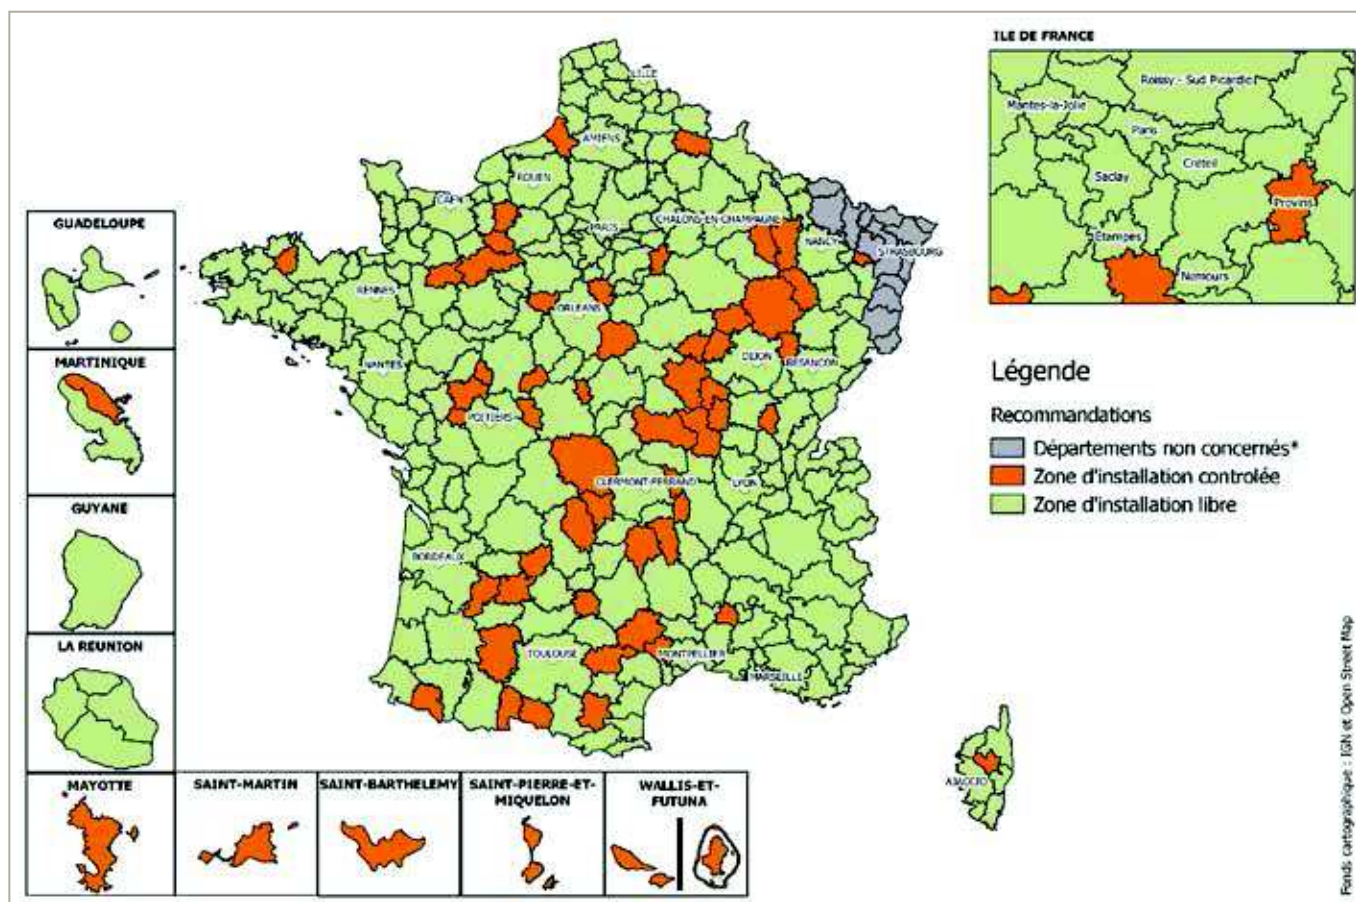 ILE DE FRANCE
Roissy - Sud Picardie
Mantes-la-Jolie
Paris
Créteil
Saclay
Provins
Etampes
Nemours
LILLE
AMIENS
ROUEN
CAEN
PARIS
CHALONS-EN-CHAMPAGNE
NANCY
STRASBOURG
RENNES
ORLEANS
NANTES
DIJON
BESANCON
POITIERS
CLERMONT-FERRAND
LYON
BORDEAUX
TOULOUSE
MONTPELLIER
MARSEILLE
AJACCIO
GUADELOUPE
MARTINIQUE
GUYANE
LA REUNION
MAYOTTE
SAINT-MARTIN
SAINT-BARTHELEMY
SAINT-PIERRE-ET-
MIQUELON
WALLIS-ET-
FUTUNA
Légende
Recommandations
Départements non concernés*
Zone d'installation controlée
Zone d'installation libre
Fonds cartographique : IGN et Open Street Map